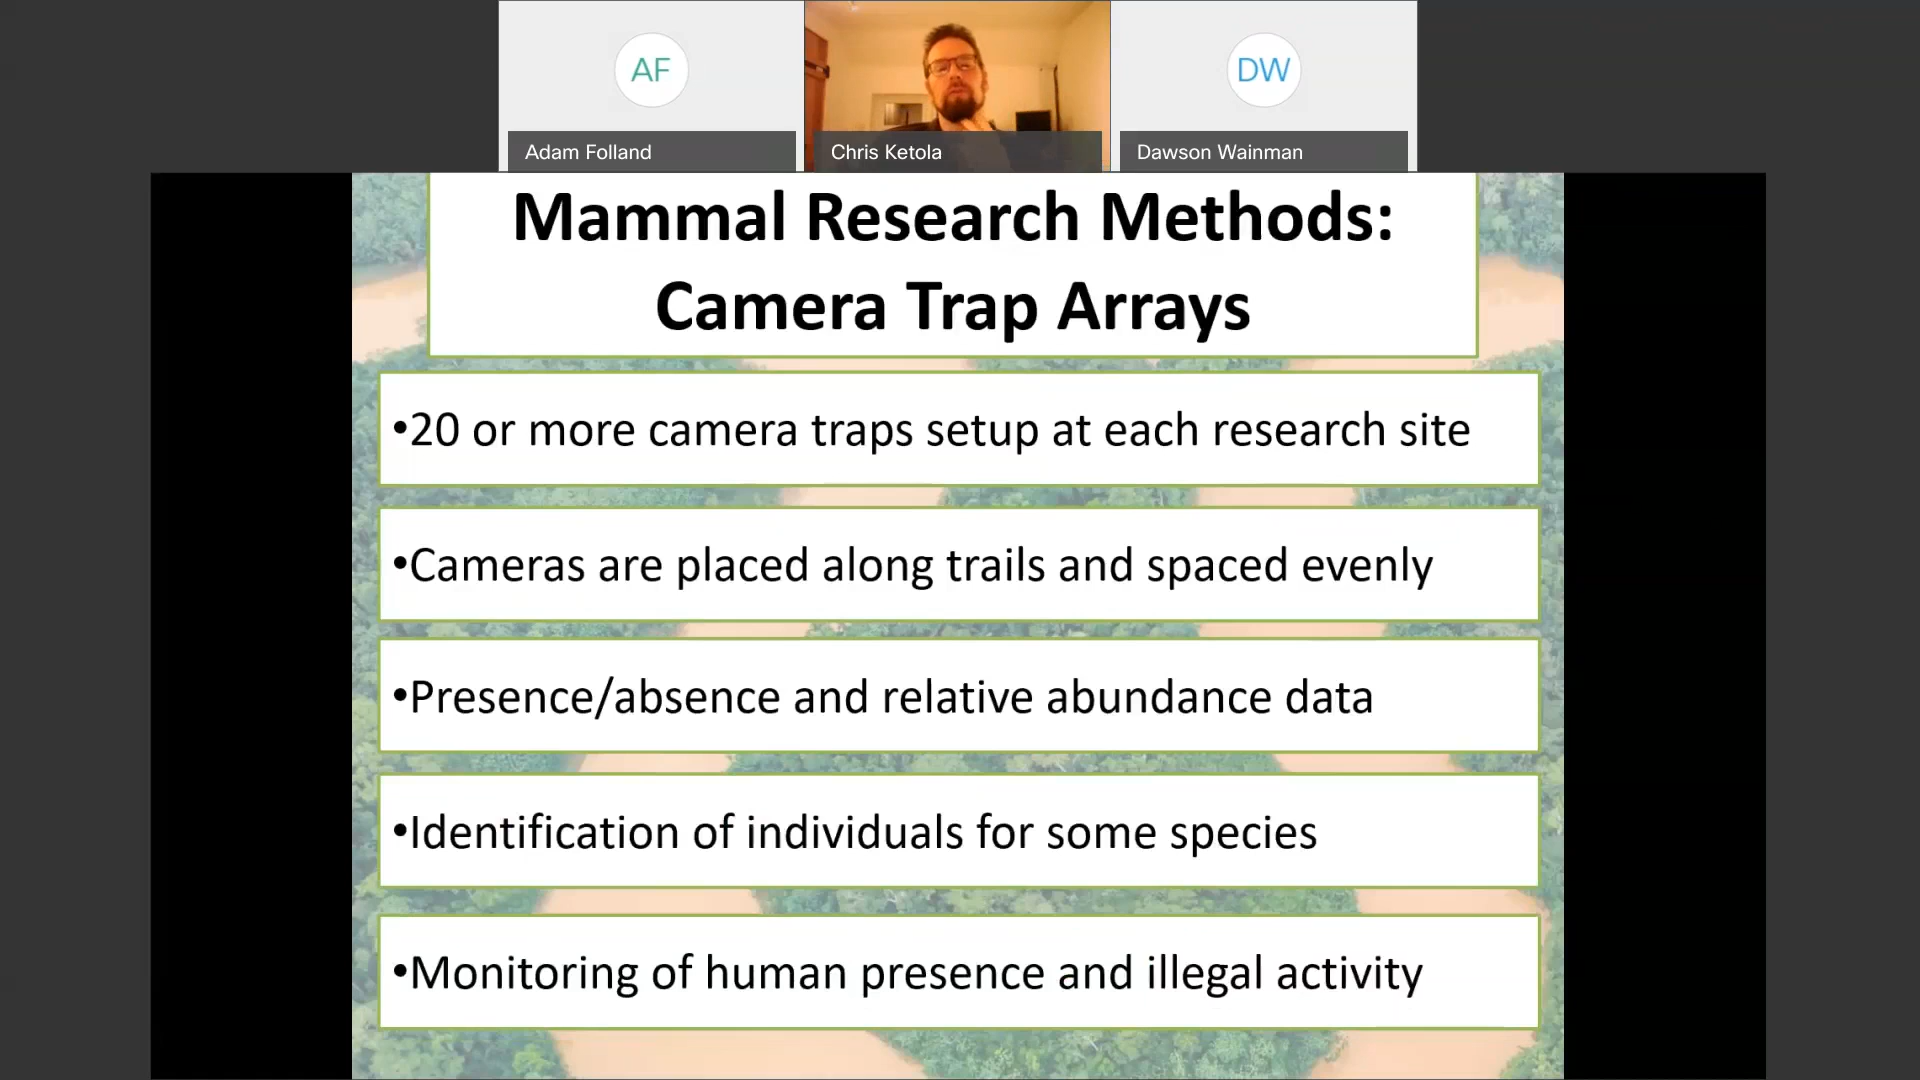 AF
DW
Adam Folland
Chris Ketola
Dawson Wainman
Mammal Research Methods:
Camera Trap Arrays
•20 or more camera traps setup at each research site
•Cameras are placed along trails and spaced evenly
•Presence/absence and relative abundance data
•Identification of individuals for some species
•Monitoring of human presence and illegal activity